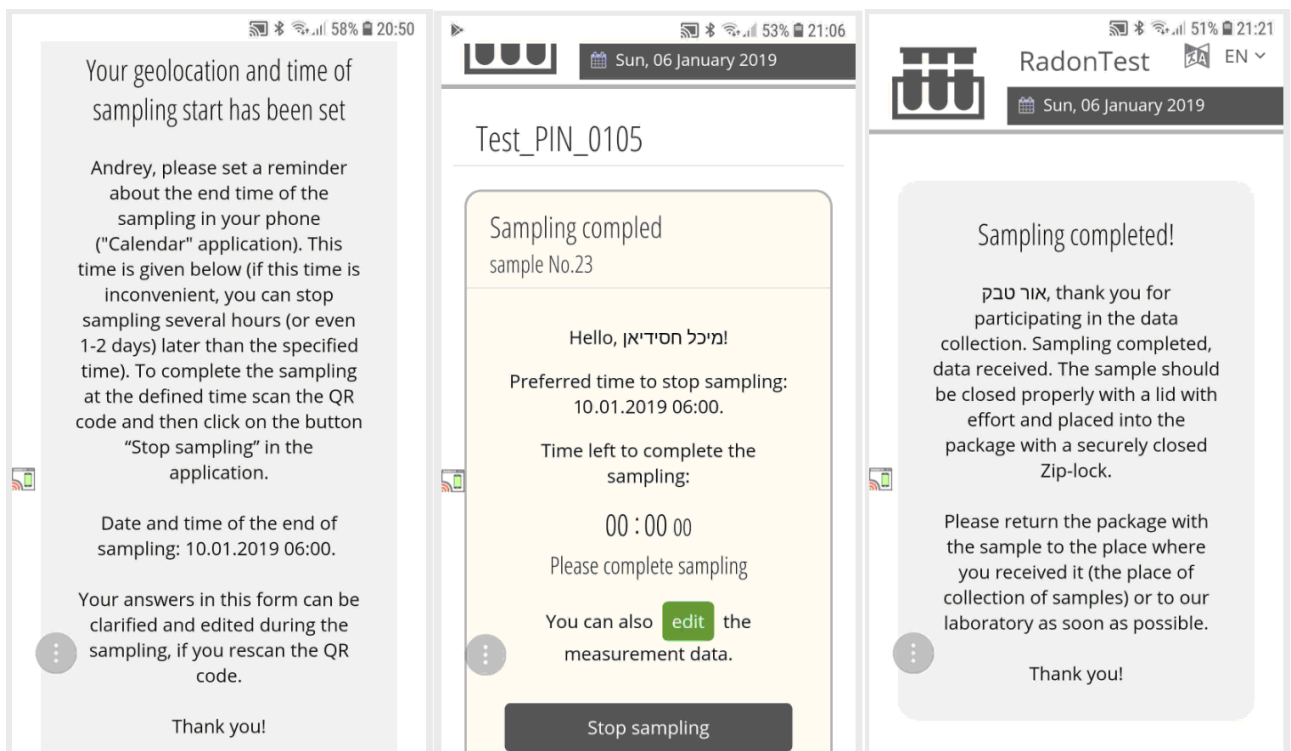 58% 20:50
Your geolocation and time of
sampling start has been set
Andrey, please set a reminder
about the end time of the
sampling in your phone
("Calendar" application). This
time is given below (if this time is
inconvenient, you can stop
sampling several hours (or even
1-2 days) later than the specified
time). To complete the sampling
at the defined time scan the QR
code and then click on the button
“Stop sampling” in the
application.
Date and time of the end of
sampling: 10.01.2019 06:00.
Your answers in this form can be
clarified and edited during the
sampling, if you rescan the QR
code.
Thank you!
53% 21:06
Sun, 06 January 2019
Test_PIN_0105
Sampling compled
sample No.23
Hello, מיכל חסידיאן!
Preferred time to stop sampling:
10.01.2019 06:00.
Time left to complete the
sampling:
00 : 00 00
Please complete sampling
You can also edit the
measurement data.
Stop sampling
51% 21:21
RadonTest EN
Sun, 06 January 2019
Sampling completed!
אור טבק, thank you for
participating in the data
collection. Sampling completed,
data received. The sample should
be closed properly with a lid with
effort and placed into the
package with a securely closed
Zip-lock.
Please return the package with
the sample to the place where
you received it (the place of
collection of samples) or to our
laboratory as soon as possible.
Thank you!